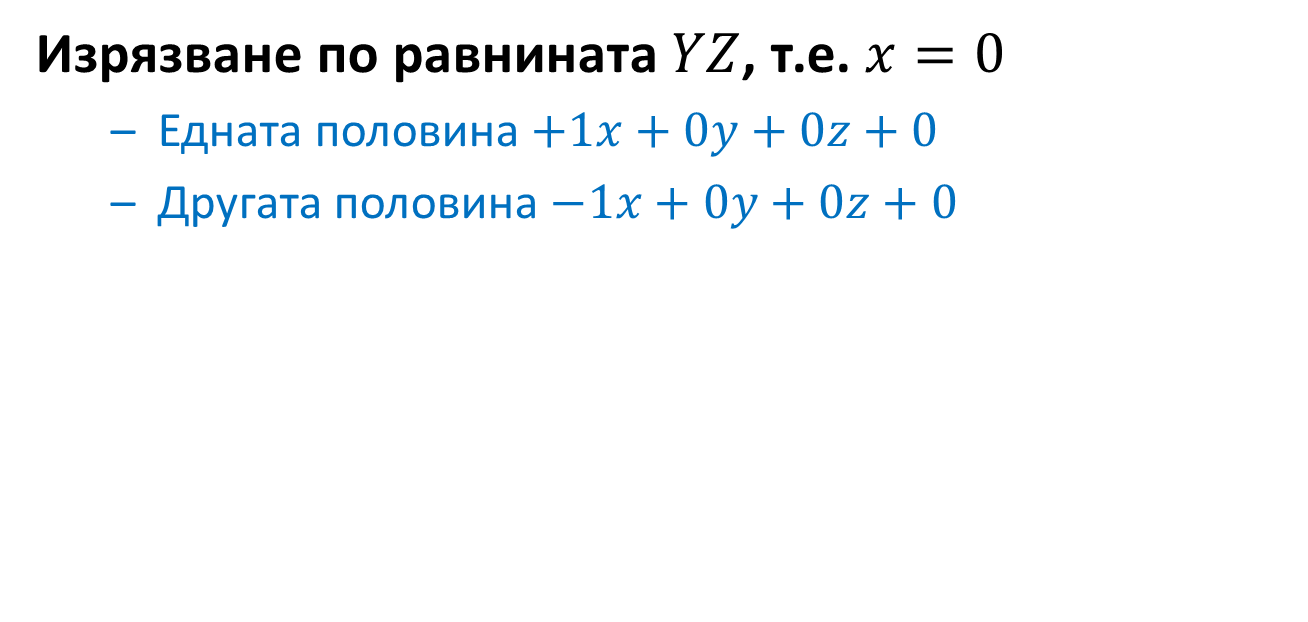 Изрязване по равнината YZ, т.е. x = 0
– Едната половина +1x + 0y + 0z + 0
– Другата половина −1x + 0y + 0z + 0